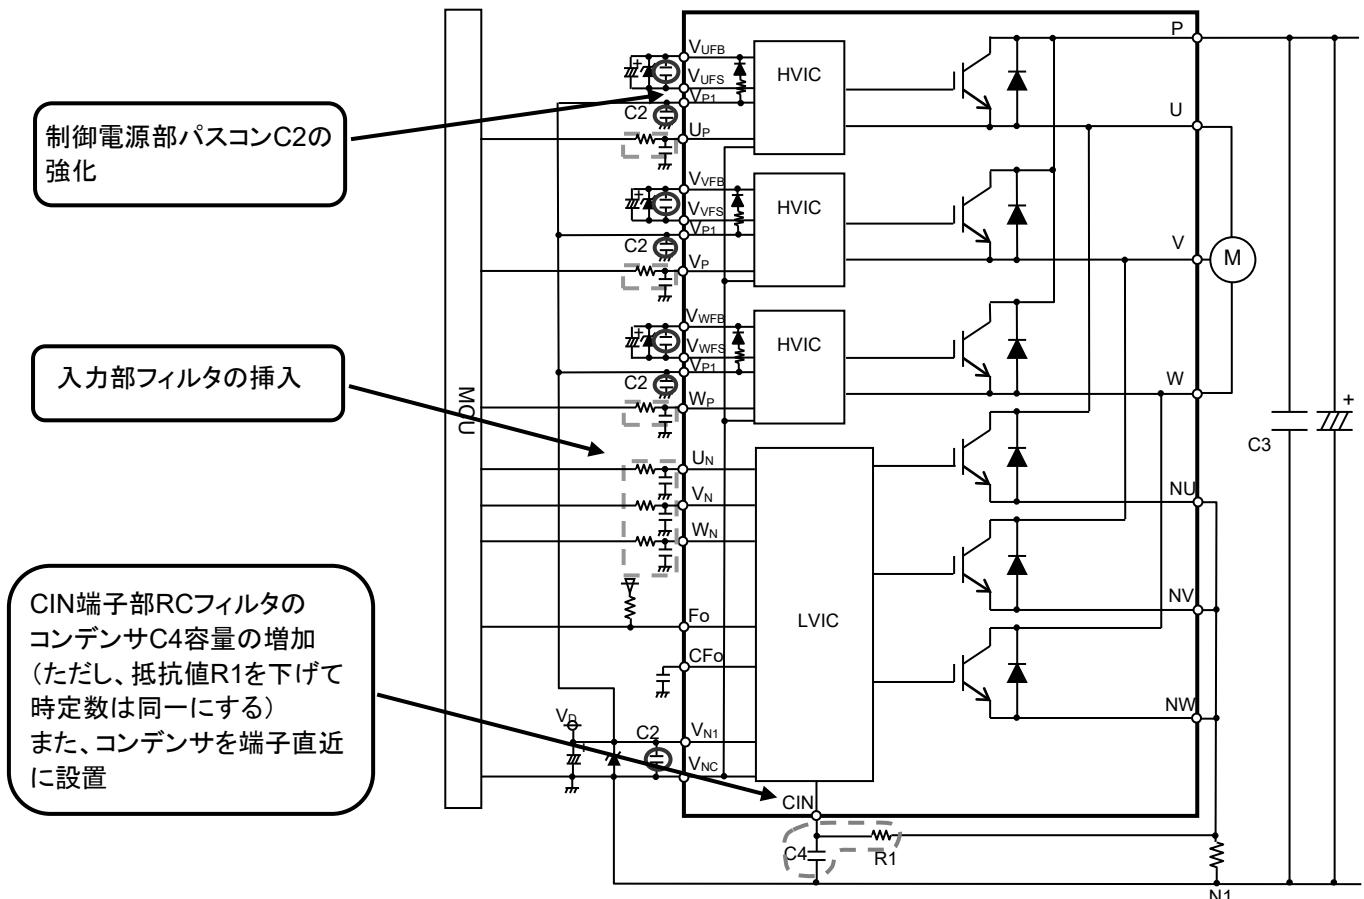 制御電源部パスコンC2の
強化
入力部フィルタの挿入
CIN端子部RCフィルタの
コンデンサC4容量の増加
(ただし、抵抗値R1を下げて
時定数は同一にする)
また、コンデンサを端子直近
に設置
MCU
VUFB
VUFS
VP1
C2
UP
HVIC
VVFB
VVFS
VP1
C2
VP
HVIC
VWFB
VWFS
VP1
C2
WP
HVIC
UN
VN
WN
Fo
CFo
LVIC
VD
C2
VN1
VNC
CIN
C4
R1
P
U
V
M
W
NU
NV
NW
C3
+
N1